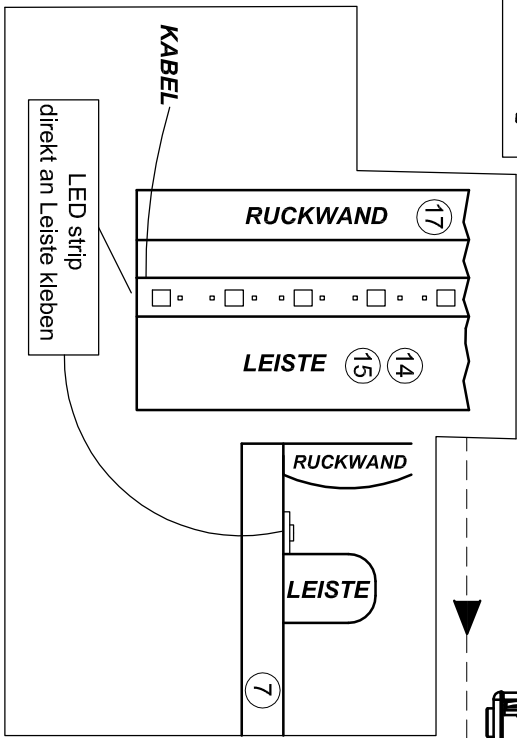 KABEL
LED strip
direkt an Leiste kleben
RUCKWAND 17
LEISTE 15 14
RUCKWAND
LEISTE
7